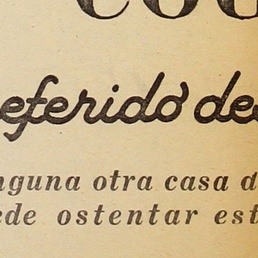 eferido de
nguna otra casa d
ede ostentar est